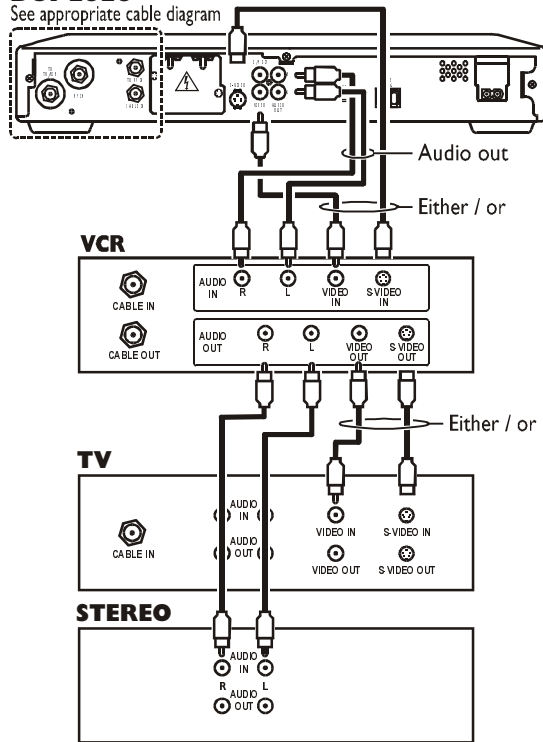 See appropriate cable diagram
Audio out
Either / or
VCR
CABLE IN
AUDIO IN
R
L
VIDEO IN
S-VIDEO IN
CABLE OUT
AUDIO OUT
R
L
VIDEO OUT
S-VIDEO OUT
Either / or
TV
CABLE IN
AUDIO IN
VIDEO IN
S-VIDEO IN
AUDIO OUT
VIDEO OUT
S-VIDEO OUT
STEREO
AUDIO IN
R
L
AUDIO OUT